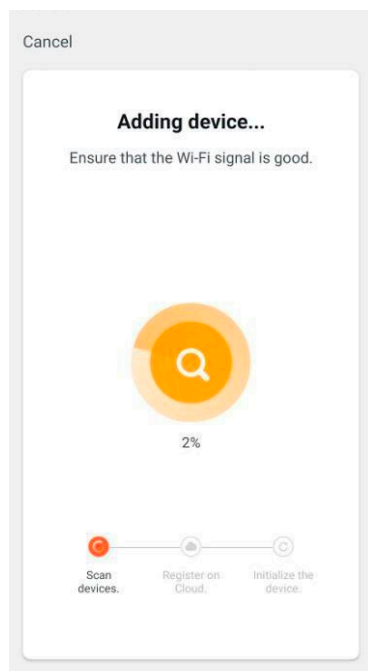 Cancel
Adding device...
Ensure that the Wi-Fi signal is good.
2%
Scan
devices.
Register on
Cloud.
Initialize the
device.